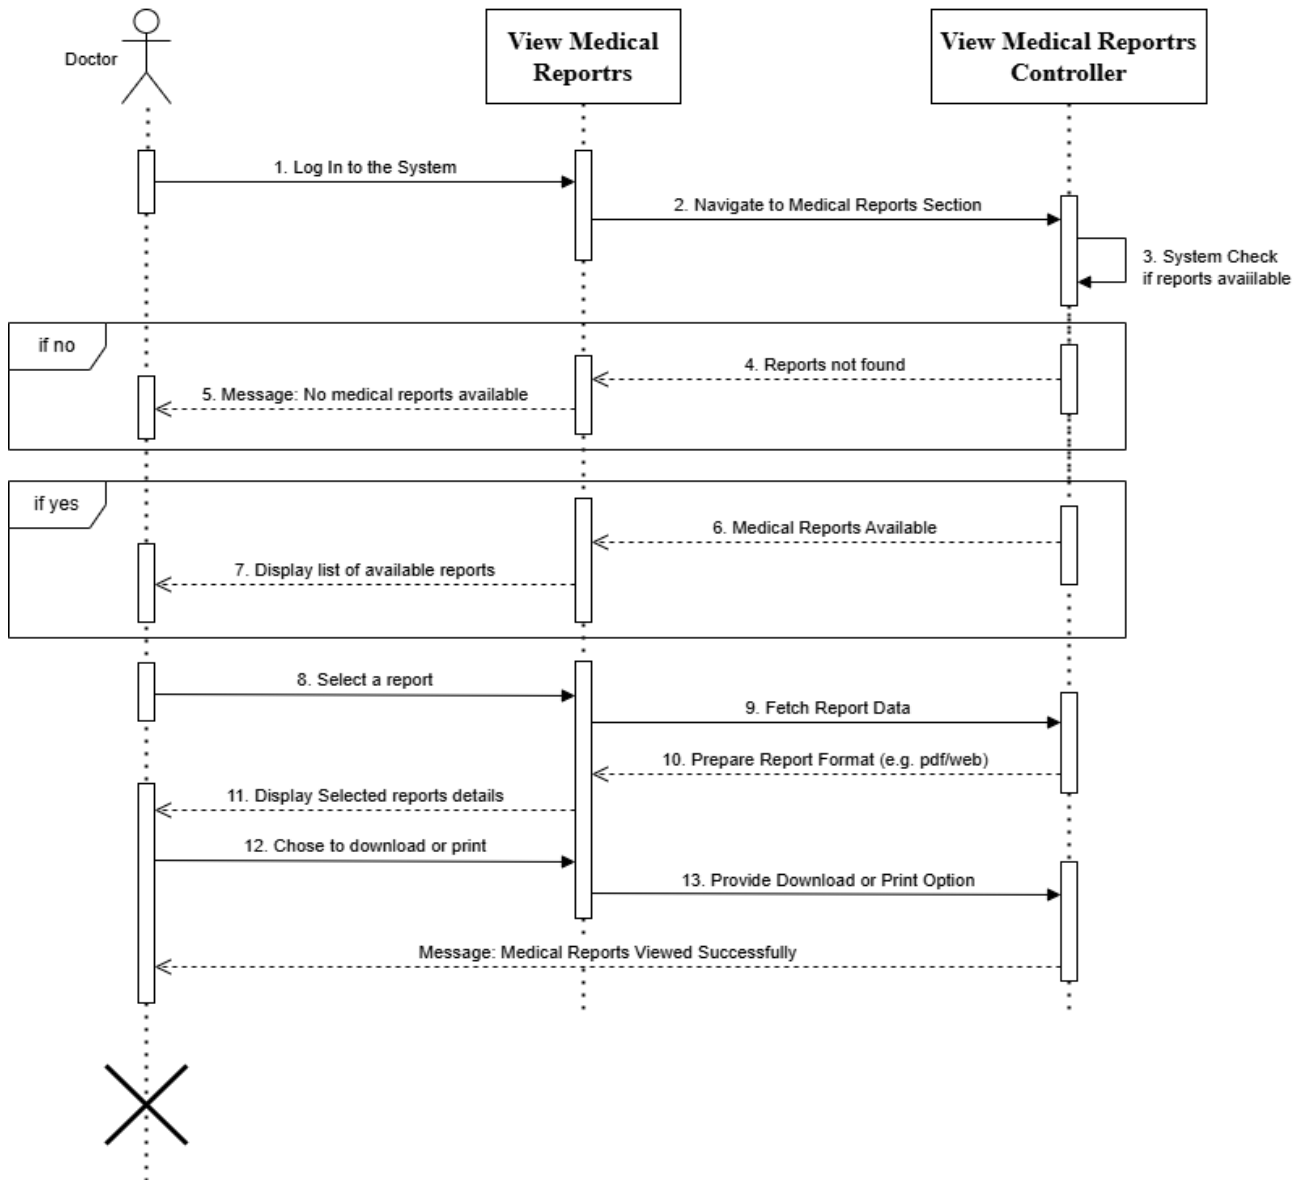 Doctor
View Medical
Reportrs
View Medical Reportrs
Controller
1. Log In to the System
2. Navigate to Medical Reports Section
3. System Check
if reports avaiilable
if no
4. Reports not found
5. Message: No medical reports available
if yes
6. Medical Reports Available
7. Display list of available reports
8. Select a report
9. Fetch Report Data
10. Prepare Report Format (e.g. pdf/web)
11. Display Selected reports details
12. Chose to download or print
13. Provide Download or Print Option
Message: Medical Reports Viewed Successfully